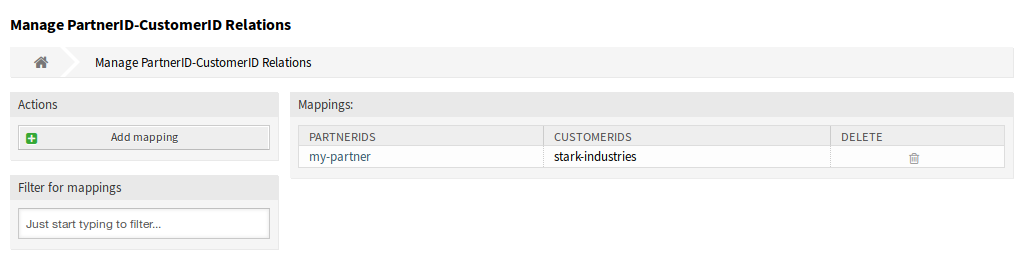 Manage PartnerID-CustomerID Relations
Manage PartnerID-CustomerID Relations
Actions
Add mapping
Filter for mappings
Just start typing to filter...
Mappings:
PARTNERIDS CUSTOMERIDS DELETE
my-partner stark-industries